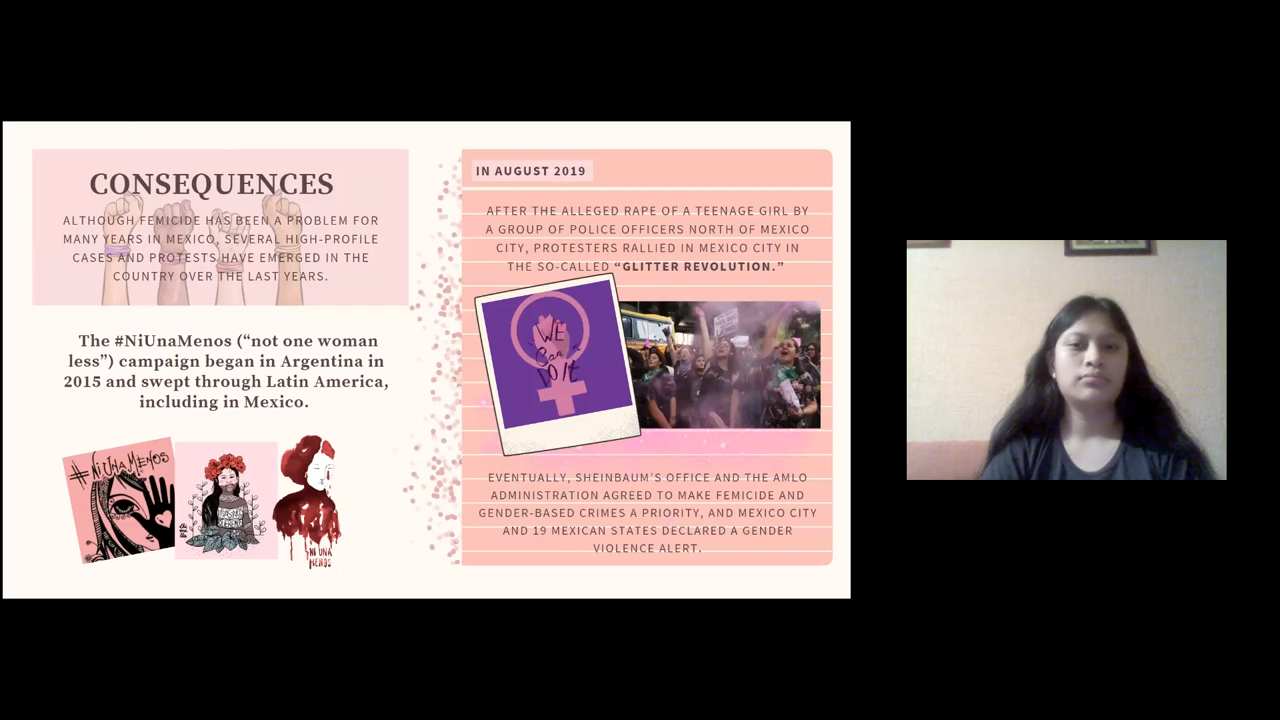 CONSEQUENCES
ALTHOUGH FEMICIDE HAS BEEN A PROBLEM FOR
MANY YEARS IN MEXICO, SEVERAL HIGH-PROFILE
CASES AND PROTESTS HAVE EMERGED IN THE
COUNTRY OVER THE LAST YEARS.
The #NiUnaMenos (“not one woman
less”) campaign began in Argentina in
2015 and swept through Latin America,
including in Mexico.
#NiUNAMENOS
NI UNA
MENOS
IN AUGUST 2019
AFTER THE ALLEGED RAPE OF A TEENAGE GIRL BY
A GROUP OF POLICE OFFICERS NORTH OF MEXICO
CITY, PROTESTERS RALLIED IN MEXICO CITY IN
THE SO-CALLED “GLITTER REVOLUTION.”
WE
Can
DO It
EVENTUALLY, SHEINBAUM’S OFFICE AND THE AMLO
ADMINISTRATION AGREED TO MAKE FEMICIDE AND
GENDER-BASED CRIMES A PRIORITY, AND MEXICO CITY
AND 19 MEXICAN STATES DECLARED A GENDER
VIOLENCE ALERT.